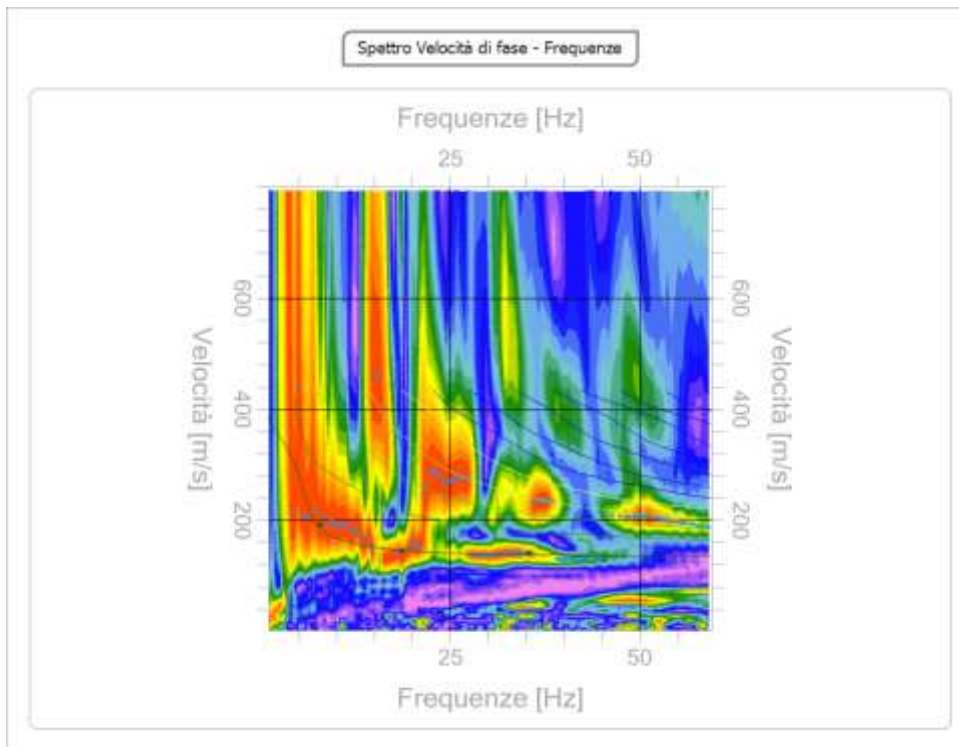 Spettro Velocità di fase - Frequenze
Frequenze [Hz]
25 50
600 600
Velocità [m/s] Velocità [m/s]
400 400
200 200
25 50
Frequenze [Hz]